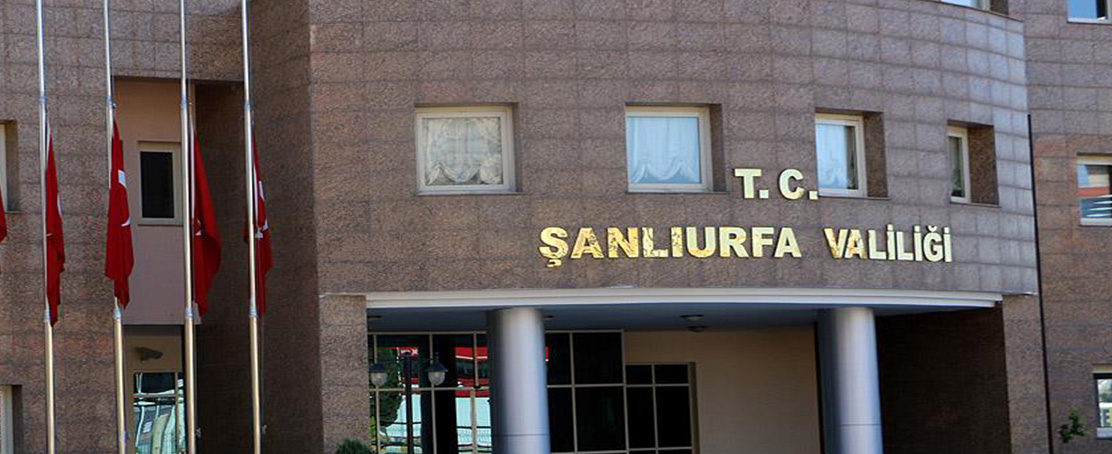 T. C.
ŞANLIURFA VALİLİĞİ